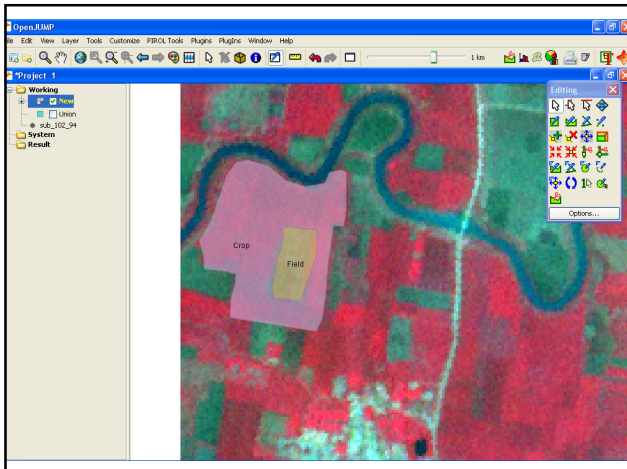 OpenJUMP
File Edit View Layer Tools Customize PIROL Tools Plugins PlugIns Window Help
1 km
*Project 1
Working
New
Union
sub_102_94
System
Result
Editing
Options...
Crop
Field